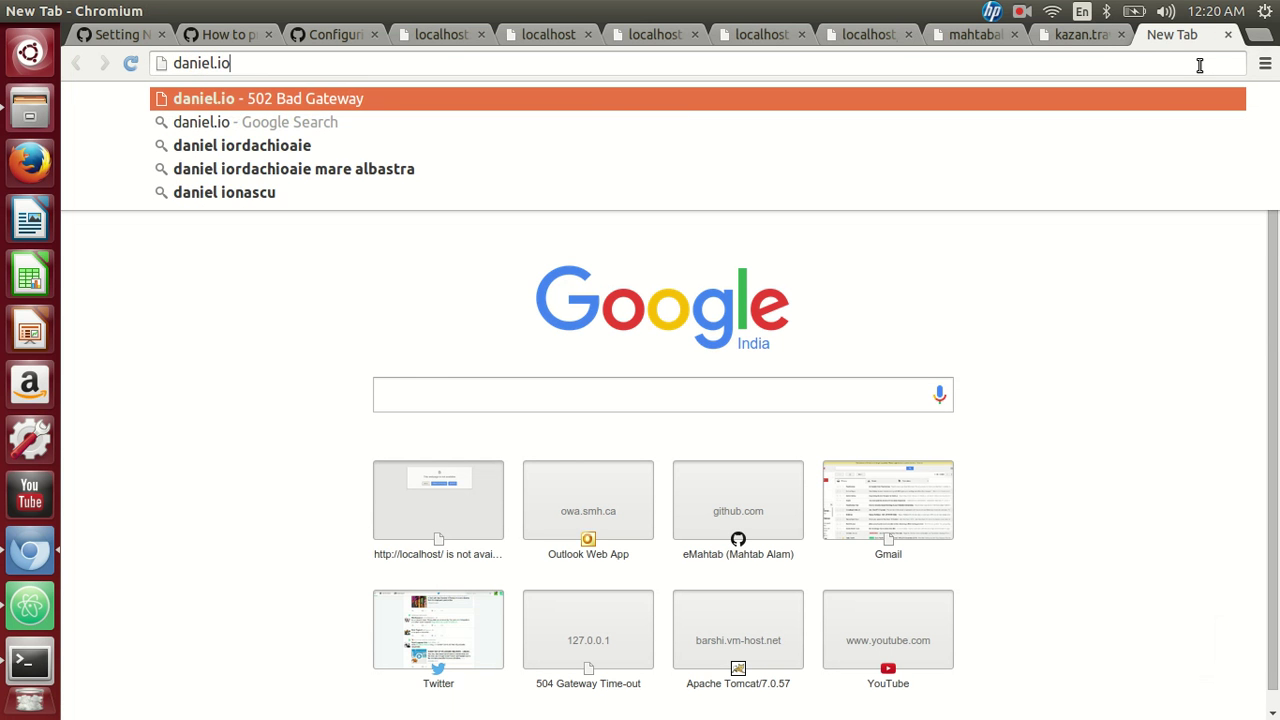 New Tab - Chromium
hp
En
12:20 AM
Setting N
How to p
Configuri
localhost
localhost
localhost
localhost
localhost
mahtabal
kazan.tra
New Tab
daniel.io
daniel.io - 502 Bad Gateway
daniel.io - Google Search
daniel iordachioaie
daniel iordachioaie mare albastra
daniel ionascu
Google
India
owa.smh.ca
github.com
http://localhost/ is not avai...
Outlook Web App
eMahtab (Mahtab Alam)
Gmail
127.0.0.1
barshi.vm-host.net
www.youtube.com
Twitter
504 Gateway Time-out
Apache Tomcat/7.0.57
YouTube
a
You
Tube